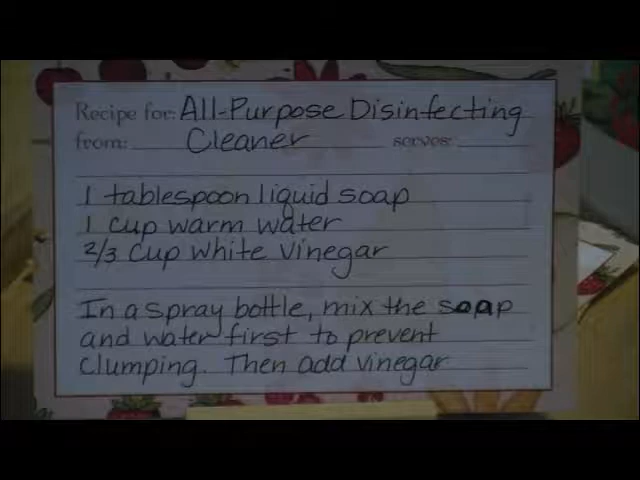 Recipe for: All-Purpose Disinfecting
from: Cleaner serves:
1 tablespoon liquid soap
1 cup warm water
2/3 cup white vinegar
In a spray bottle, mix the soap
and water first to prevent
clumping. Then add vinegar